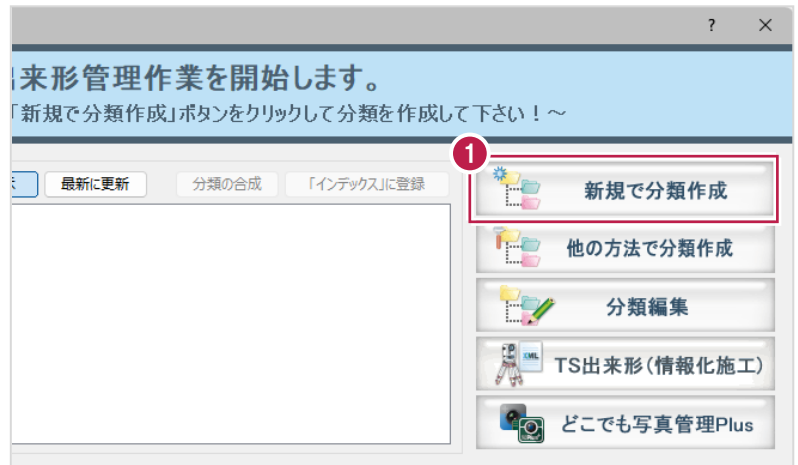 ?
来形管理作業を開始します。
「新規で分類作成」ボタンをクリックして分類を作成して下さい！～
1
最新に更新
分類の合成
「インデックス」に登録
新規で分類作成
他の方法で分類作成
分類編集
XML
TS出来形(情報化施工)
どこでも写真管理Plus